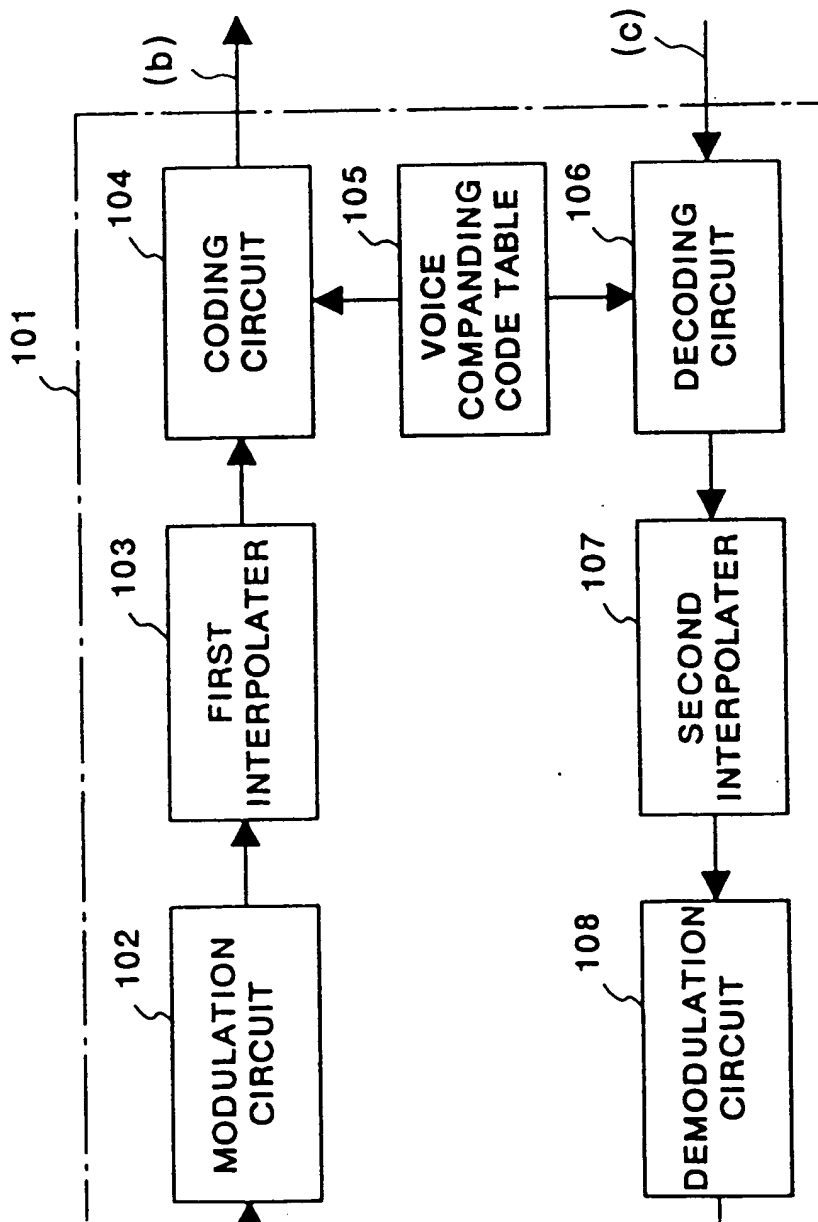 101
102
MODULATION
CIRCUIT
103
FIRST
INTERPOLATER
104
CODING
CIRCUIT
(b)
105
VOICE
COMPANDING
CODE TABLE
106
DECODING
CIRCUIT
(c)
107
SECOND
INTERPOLATER
108
DEMODULATION
CIRCUIT